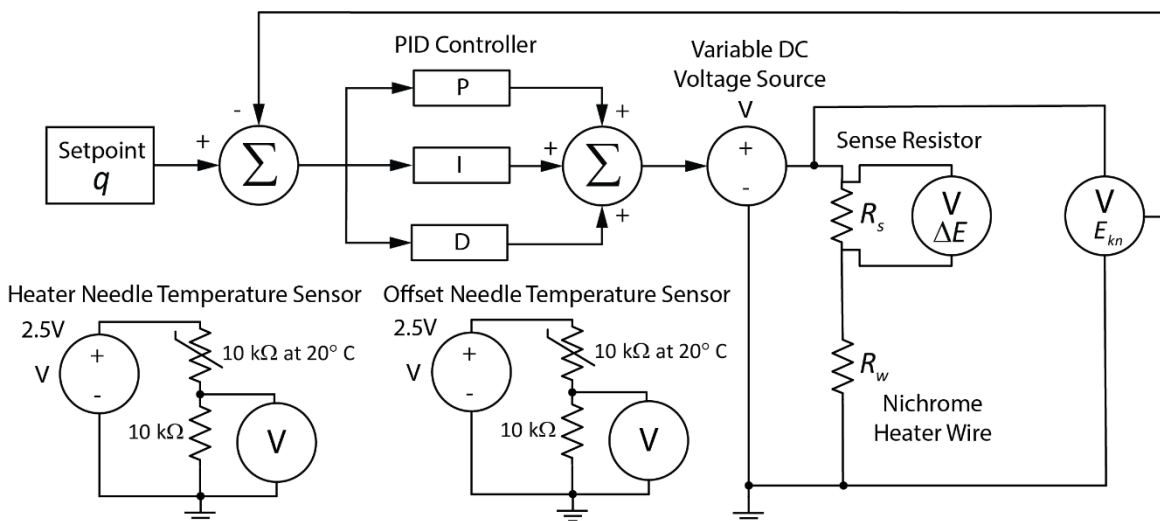 PID Controller
Variable DC
Voltage Source
V
Setpoint
q
+
-
Σ
P
I
D
+
+
+
Σ
+
-
Sense Resistor
R_s
V
ΔE
V
E_kn
R_w
Nichrome
Heater Wire
Heater Needle Temperature Sensor
2.5V
V
+
-
10 kΩ at 20° C
10 kΩ
V
Offset Needle Temperature Sensor
2.5V
V
+
-
10 kΩ at 20° C
10 kΩ
V